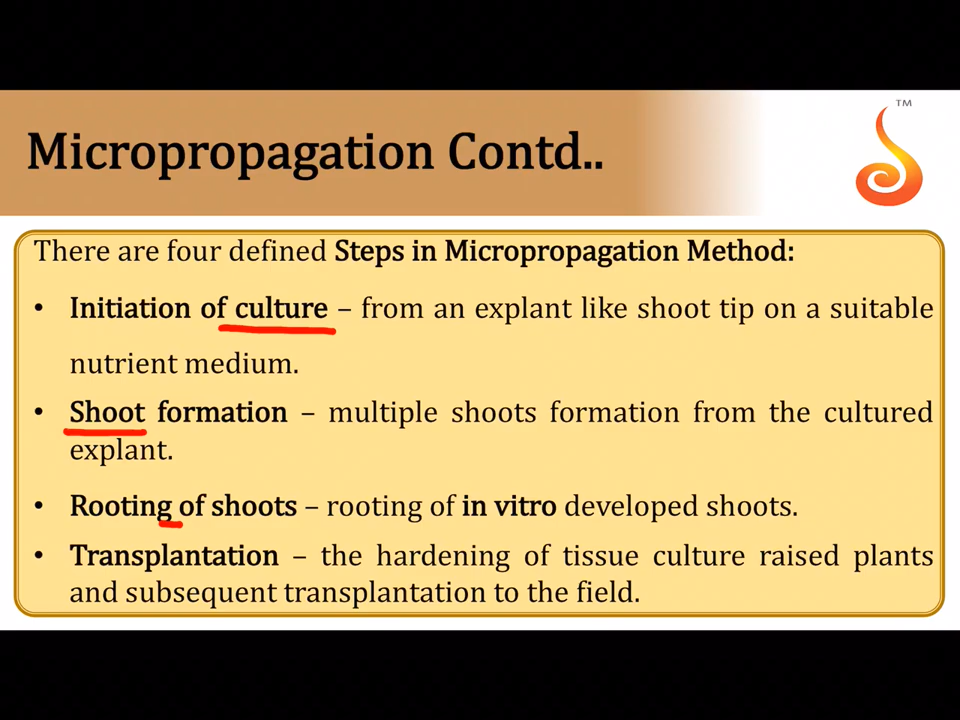 TM
Micropropagation Contd..
There are four defined Steps in Micropropagation Method:
• Initiation of culture – from an explant like shoot tip on a suitable
nutrient medium.
• Shoot formation – multiple shoots formation from the cultured
explant.
• Rooting of shoots – rooting of in vitro developed shoots.
• Transplantation – the hardening of tissue culture raised plants
and subsequent transplantation to the field.